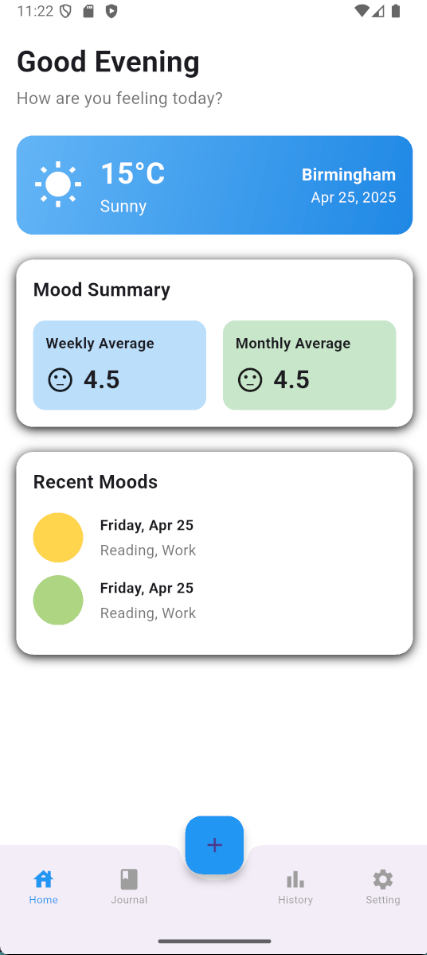 11:22
Good Evening
How are you feeling today?
15°C
Sunny
Birmingham
Apr 25, 2025
Mood Summary
Weekly Average
4.5
Monthly Average
4.5
Recent Moods
Friday, Apr 25
Reading, Work
Friday, Apr 25
Reading, Work
+
Home
Journal
History
Setting